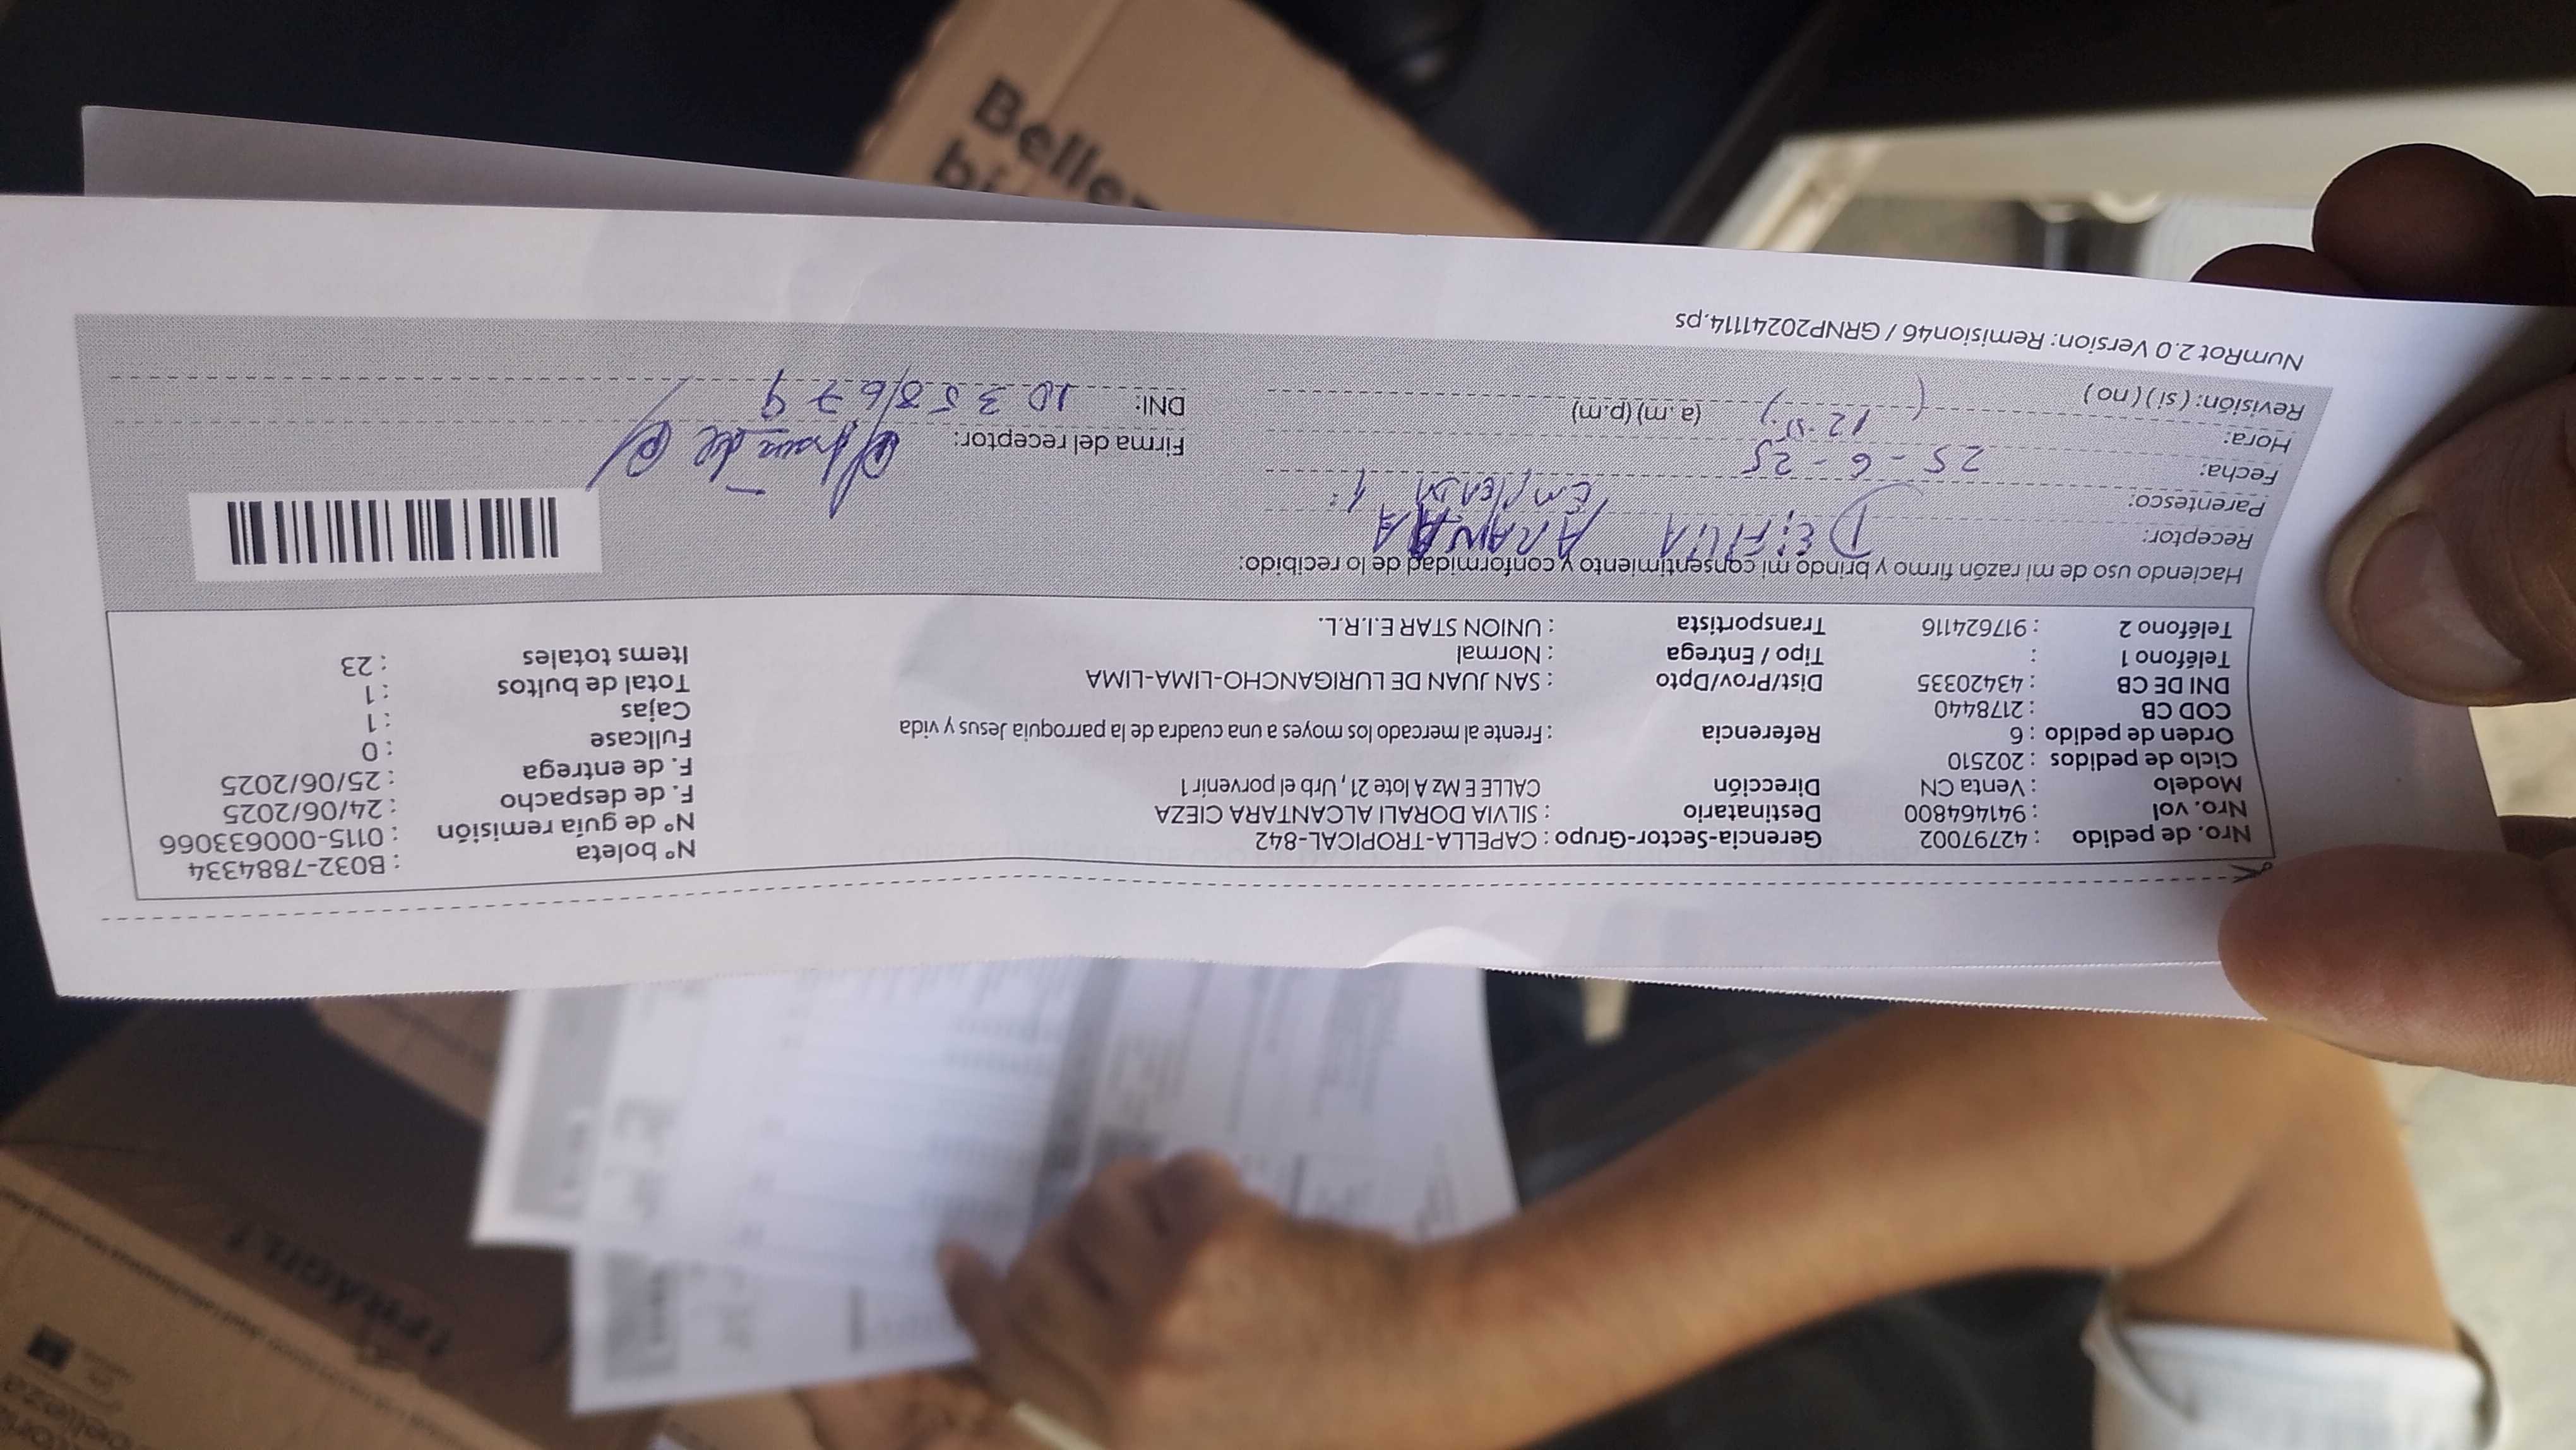 Nro. de pedido : 42797002
Nro. vol : 941464800
Modelo : Venta CN
Ciclo de pedidos : 202510
Orden de pedido : 6
COD CB : 2178440
DNI DE CB : 43420335
Teléfono 1 :
Teléfono 2 : 917624116
Gerencia-Sector-Grupo : CAPELLA-TROPICAL-842
Destinatario : SILVIA DORALI ALCANTARA CIEZA
Dirección CALLE E Mz A lote 21, Urb el porvenir 1
Referencia : Frente al mercado los moyes a una cuadra de la parroquia Jesus y vida
Dist/Prov/Dpto : SAN JUAN DE LURIGANCHO-LIMA-LIMA
Tipo / Entrega : Normal
Transportista : UNION STAR E.I.R.L.
N° boleta : B032-7884334
N° de guía remisión : 0115-000633066
F. de despacho : 24/06/2025
F. de entrega : 25/06/2025
Fullcase : 0
Cajas : 1
Total de bultos : 1
Items totales : 23
Haciendo uso de mi razón firmo y brindo mi consentimiento y conformidad de lo recibido:
Receptor:
Parentesco:
Fecha: 25-6-25
Hora: (a.m) (p.m)
Revisión: (si) (no)
Firma del receptor:
DNI: 10358679
NumRot 2.0 Version: Remision46 / GRNP20241114.ps
Belle
bi
FRÁGIL
belleza